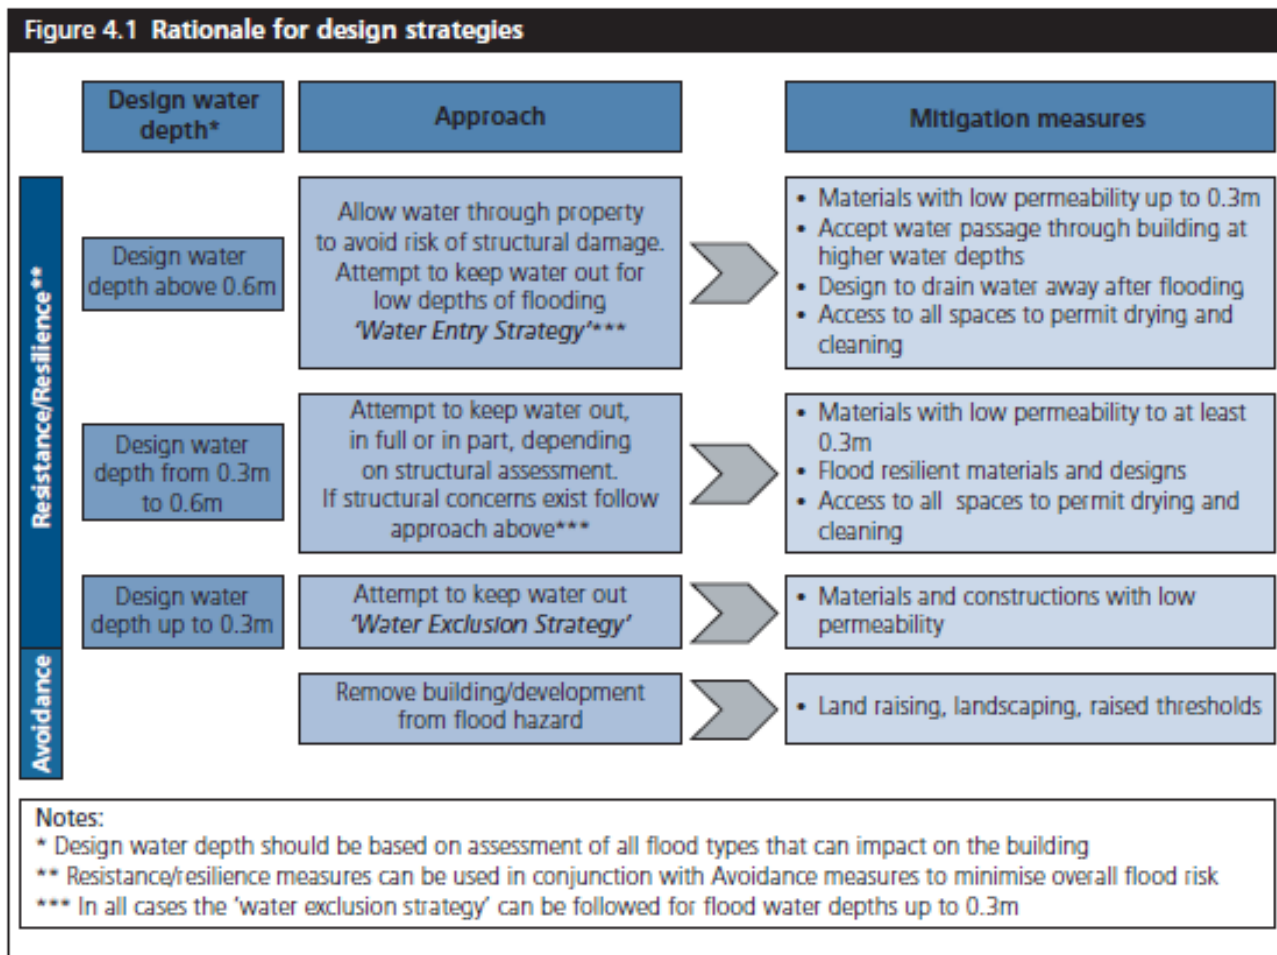 Figure 4.1 Rationale for design strategies
Design water
depth*
Approach
Mitigation measures
Resistance/Resilience**
Design water
depth above 0.6m
Allow water through property
to avoid risk of structural damage.
Attempt to keep water out for
low depths of flooding
‘Water Entry Strategy’***
• Materials with low permeability up to 0.3m
• Accept water passage through building at
higher water depths
• Design to drain water away after flooding
• Access to all spaces to permit drying and
cleaning
Design water
depth from 0.3m
to 0.6m
Attempt to keep water out,
in full or in part, depending
on structural assessment.
If structural concerns exist follow
approach above***
• Materials with low permeability to at least
0.3m
• Flood resilient materials and designs
• Access to all spaces to permit drying and
cleaning
Design water
depth up to 0.3m
Attempt to keep water out
‘Water Exclusion Strategy’
• Materials and constructions with low
permeability
Avoidance
Remove building/development
from flood hazard
• Land raising, landscaping, raised thresholds
Notes:
* Design water depth should be based on assessment of all flood types that can impact on the building
** Resistance/resilience measures can be used in conjunction with Avoidance measures to minimise overall flood risk
*** In all cases the ‘water exclusion strategy’ can be followed for flood water depths up to 0.3m